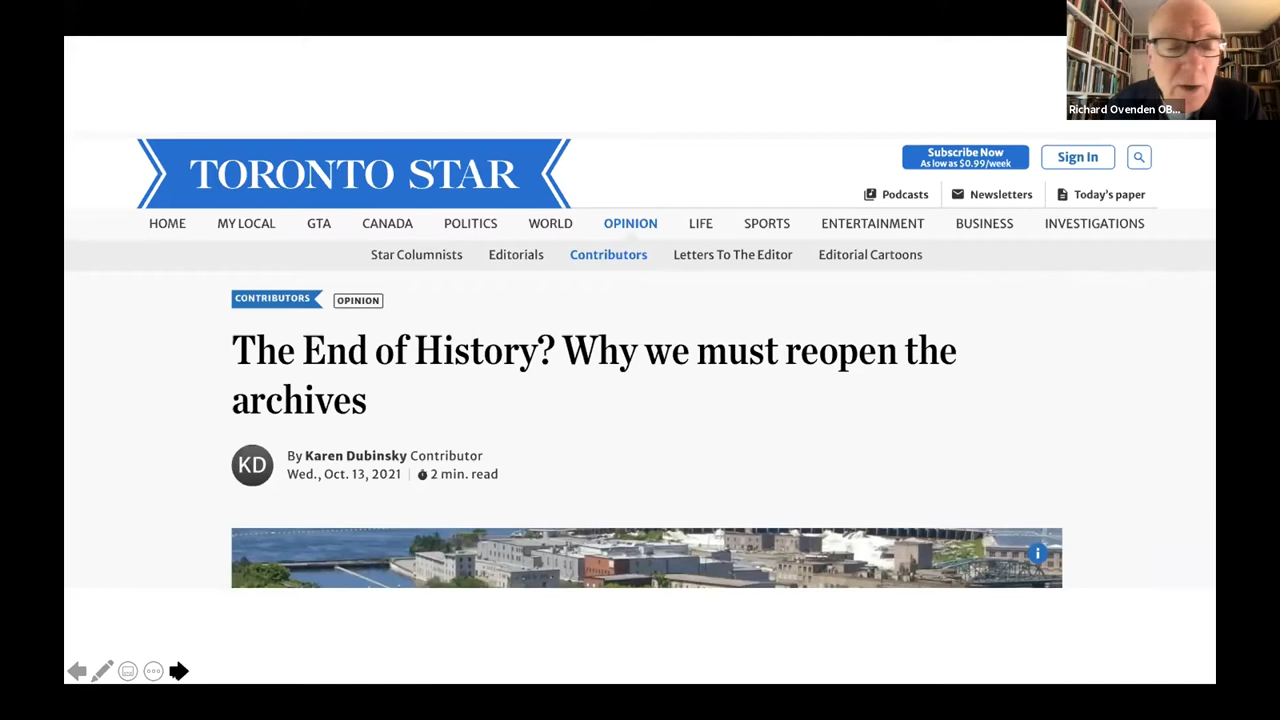 Richard Ovenden OB...
TORONTO STAR
Subscribe Now
As low as $0.99/week
Sign In
Podcasts
Newsletters
Today's paper
HOME MY LOCAL GTA CANADA POLITICS WORLD OPINION LIFE SPORTS ENTERTAINMENT BUSINESS INVESTIGATIONS
Star Columnists Editorials Contributors Letters To The Editor Editorial Cartoons
CONTRIBUTORS OPINION
The End of History? Why we must reopen the
archives
KD
By Karen Dubinsky Contributor
Wed., Oct. 13, 2021 | 2 min. read
i